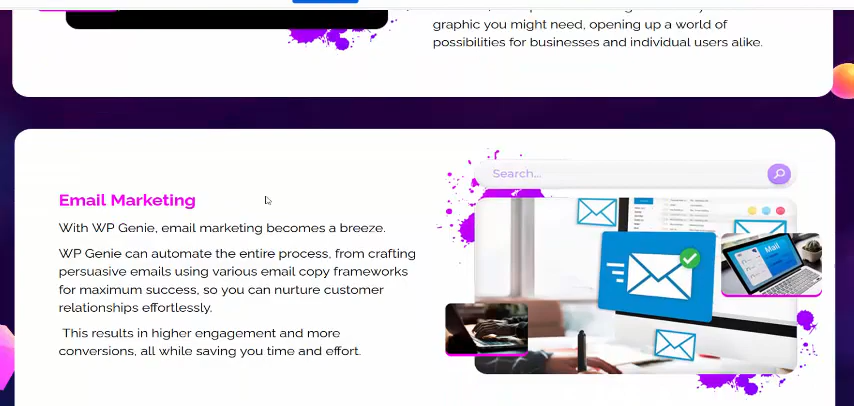 graphic you might need, opening up a world of
possibilities for businesses and individual users alike.
Search...
Email Marketing
With WP Genie, email marketing becomes a breeze.
WP Genie can automate the entire process, from crafting
persuasive emails using various email copy frameworks
for maximum success, so you can nurture customer
relationships effortlessly.
This results in higher engagement and more
conversions, all while saving you time and effort.
Mail